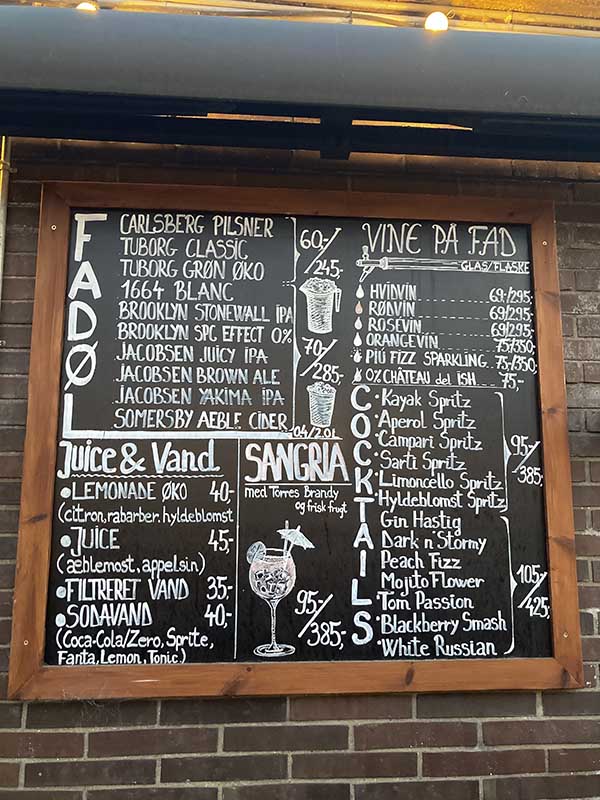 FADØL
CARLSBERG PILSNER
TUBORG CLASSIC
TUBORG GRØN ØKO
60,-/245,-
1664 BLANC
BROOKLYN STONEWALL IPA
BROOKLYN SPC EFFECT 0%
JACOBSEN JUICY IPA
JACOBSEN BROWN ALE
JACOBSEN YAKIMA IPA
SOMERSBY AEBLE CIDER
70,-/285,-
0.4/2.0L
VINE PÅ FAD
GLAS/FLASKE
HVIDVIN 69,-/295,-
RØDVIN 69/295,-
ROSÉVIN 69/295,-
ORANGEVIN 75/350,-
PIÚ FIZZ SPARKLING 75/350,-
0% CHÂTEAU del ISH 75,-
Juice & Vand
• LEMONADE ØKO 40,-
(citron, rabarber, hyldeblomst
• JUICE 45,-
(æblemost, appelsin)
• FILTRERET VAND 35,-
• SODAVAND 40,-
(Coca-Cola/Zero, Sprite,
Fanta, Lemon, Tonic.)
SANGRIA
med Torres Brandy
og frisk frugt
95,-/385,-
COCKTAILS
• Kayak Spritz
• Aperol Spritz
• Campari Spritz
• Sarti Spritz
• Limoncello Spritz
• Hyldeblomst Spritz
95,-/385,-
• Gin Hastig
• Dark n' Stormy
• Peach Fizz
• Mojito Flower
• Tom Passion
• Blackberry Smash
• White Russian
105,-/425,-